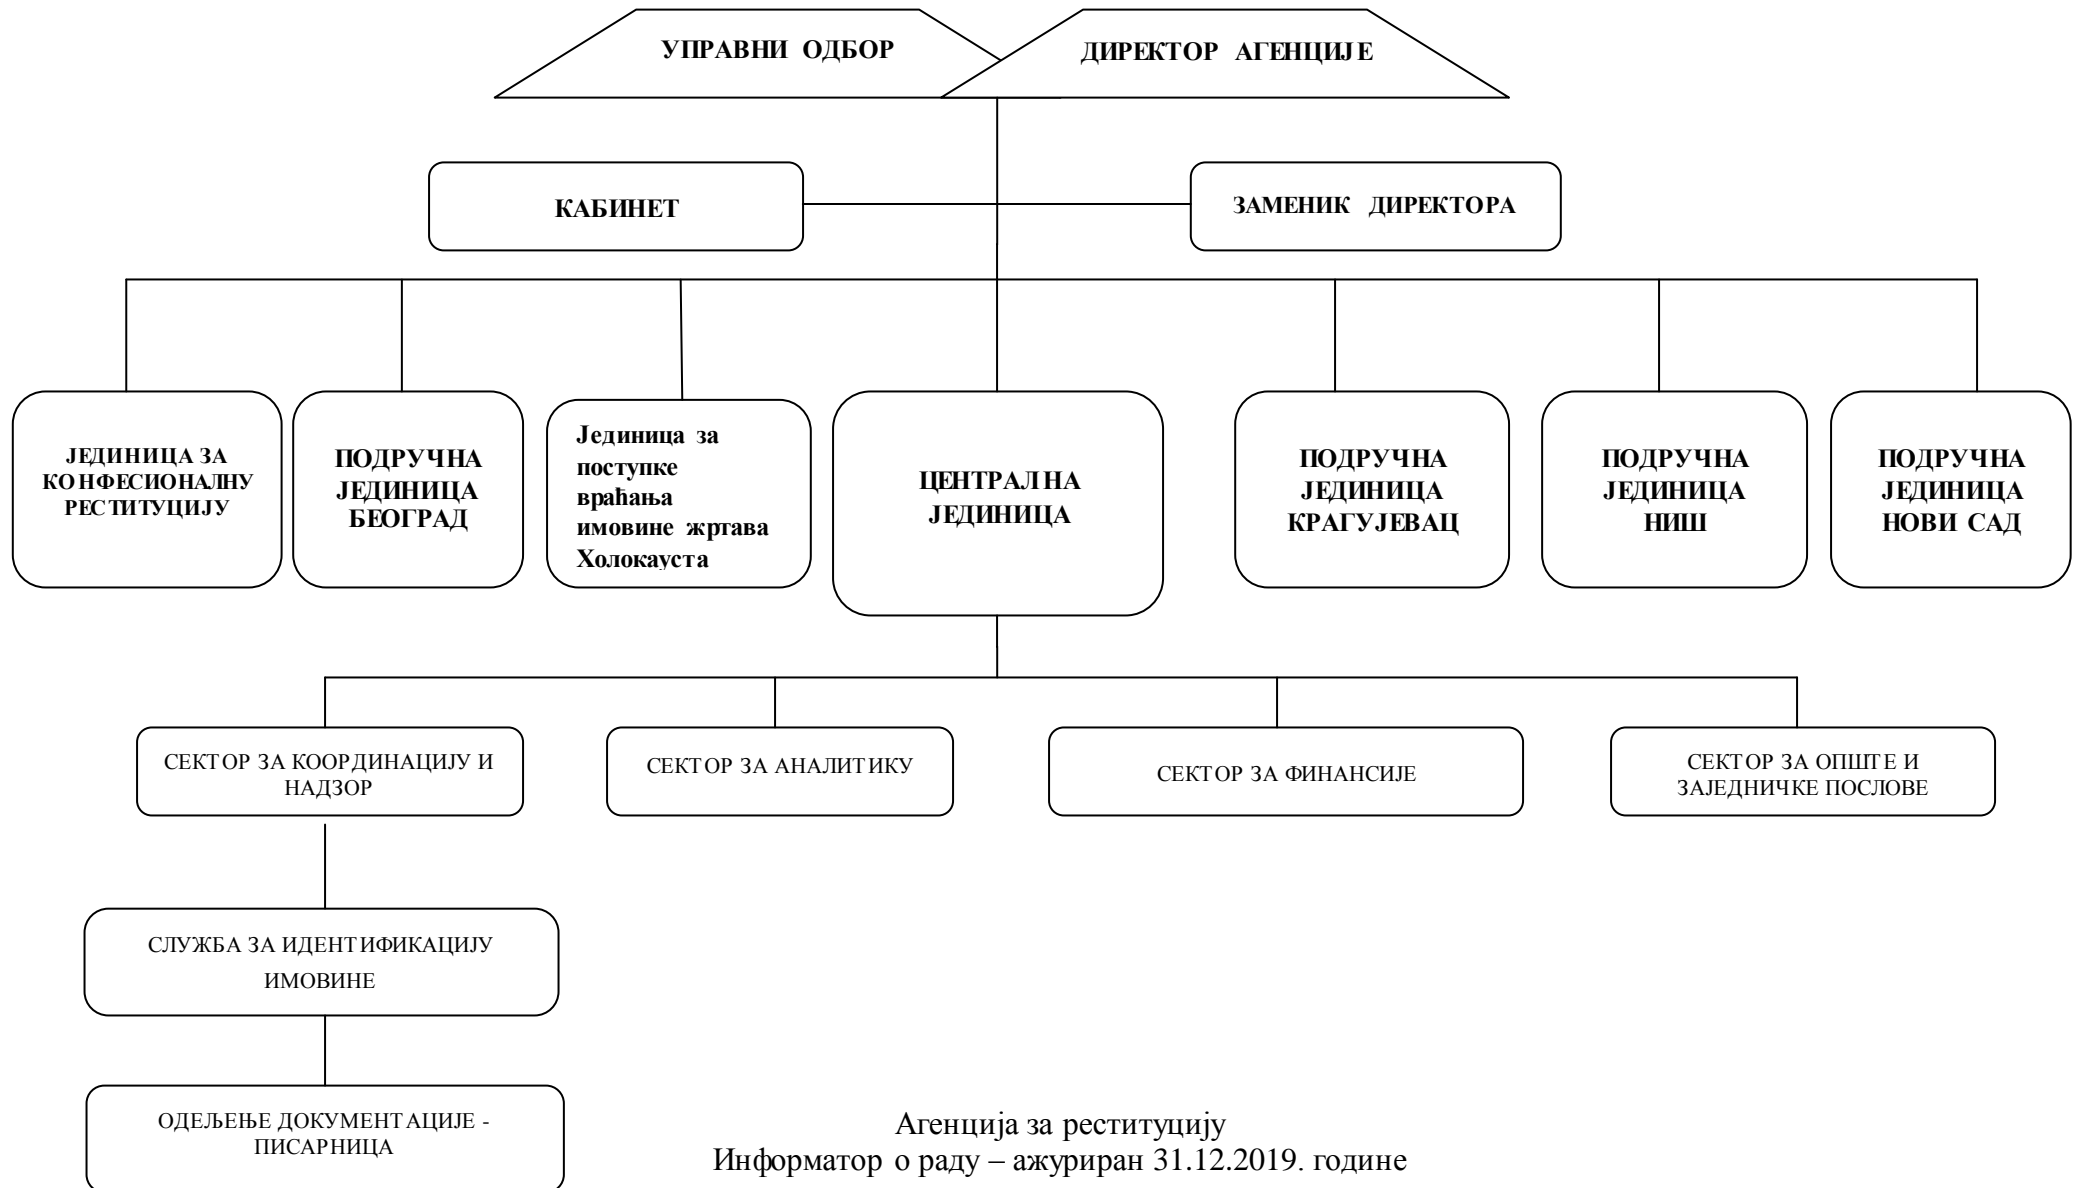 УПРАВНИ ОДБОР
ДИРЕКТОР АГЕНЦИЈЕ
КАБИНЕТ
ЗАМЕНИК ДИРЕКТОРА
ЈЕДИНИЦА ЗА
КОНФЕСИОНАЛНУ
РЕСТИТУЦИЈУ
ПОДРУЧНА
ЈЕДИНИЦА
БЕОГРАД
Јединица за
поступке
враћања
имовине жртава
Холокауста
ЦЕНТРАЛНА
ЈЕДИНИЦА
ПОДРУЧНА
ЈЕДИНИЦА
КРАГУЈЕВАЦ
ПОДРУЧНА
ЈЕДИНИЦА
НИШ
ПОДРУЧНА
ЈЕДИНИЦА
НОВИ САД
СЕКТОР ЗА КООРДИНАЦИЈУ И
НАДЗОР
СЕКТОР ЗА АНАЛИТИКУ
СЕКТОР ЗА ФИНАНСИЈЕ
СЕКТОР ЗА ОПШТЕ И
ЗАЈЕДНИЧКЕ ПОСЛОВЕ
СЛУЖБА ЗА ИДЕНТИФИКАЦИЈУ
ИМОВИНЕ
ОДЕЉЕЊЕ ДОКУМЕНТАЦИЈЕ -
ПИСАРНИЦА
Агенција за реституцију
Информатор о раду – ажуриран 31.12.2019. године